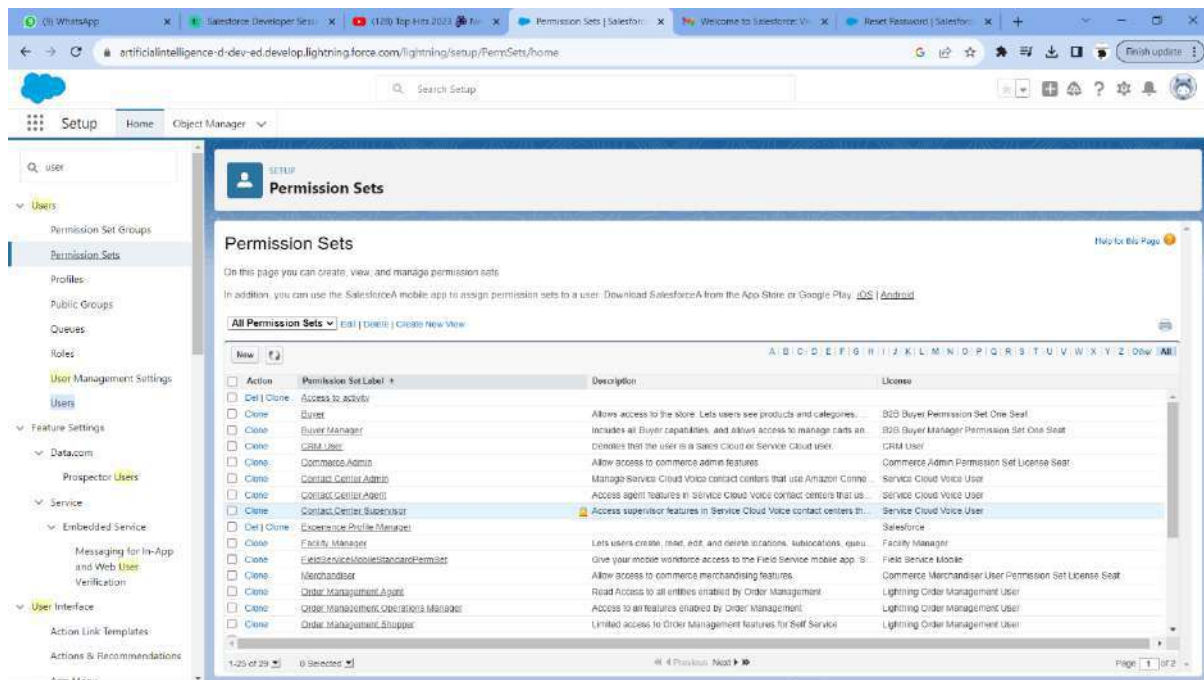 (9) WhatsApp
Salesforce Developer Sess
(128) Top Hits 2023
Permission Sets | Salesforc
Welcome to Salesforce: V
Reset Password | Salesforc
artificialintelligence-d-dev-ed.develop.lightning.force.com/lightning/setup/PermSets/home
Finish update
Search Setup
Setup Home Object Manager
user
SETUP
Permission Sets
Users
Permission Set Groups
Permission Sets
Profiles
Public Groups
Queues
Roles
User Management Settings
Users
Feature Settings
Data.com
Prospector Users
Service
Embedded Service
Messaging for In-App
and Web User
Verification
User Interface
Action Link Templates
Actions & Recommendations
App Menu
Permission Sets
Help for this Page
On this page you can create, view, and manage permission sets.
In addition, you can use the SalesforceA mobile app to assign permission sets to a user. Download SalesforceA from the App Store or Google Play: iOS | Android
All Permission Sets Edit | Delete | Create New View
New
A | B | C | D | E | F | G | H | I | J | K | L | M | N | O | P | Q | R | S | T | U | V | W | X | Y | Z | Other | All
Action Permission Set Label Description License
Del | Clone Access to activity
Clone Buyer Allows access to the store. Lets users see products and categories, ... B2B Buyer Permission Set One Seat
Clone Buyer Manager Includes all Buyer capabilities, and allows access to manage carts an... B2B Buyer Manager Permission Set One Seat
Clone CRM User Denotes that the user is a Sales Cloud or Service Cloud user. CRM User
Clone Commerce Admin Allow access to commerce admin features. Commerce Admin Permission Set License Seat
Clone Contact Center Admin Manage Service Cloud Voice contact centers that use Amazon Conne... Service Cloud Voice User
Clone Contact Center Agent Access agent features in Service Cloud Voice contact centers that us... Service Cloud Voice User
Clone Contact Center Supervisor Access supervisor features in Service Cloud Voice contact centers th... Service Cloud Voice User
Del | Clone Experience Profile Manager Salesforce
Clone Facility Manager Lets users create, read, edit, and delete locations, sublocations, queu... Facility Manager
Clone FieldServiceMobileStandardPermSet Give your mobile workforce access to the Field Service mobile app. S... Field Service Mobile
Clone Merchandiser Allow access to commerce merchandising features. Commerce Merchandiser User Permission Set License Seat
Clone Order Management Agent Read Access to all entities enabled by Order Management Lightning Order Management User
Clone Order Management Operations Manager Access to all features enabled by Order Management Lightning Order Management User
Clone Order Management Shopper Limited access to Order Management features for Self Service Lightning Order Management User
1-25 of 29 0 Selected Previous Next Page 1 of 2